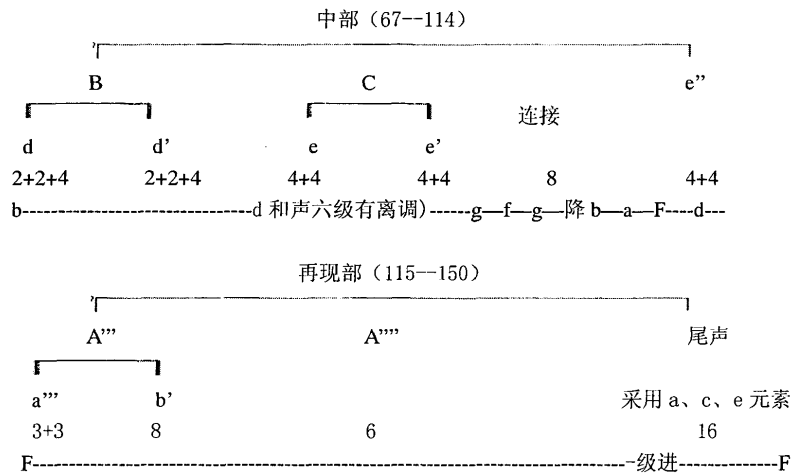 中部（67--114）
B C e”
连接
d d’ e e’
2+2+4 2+2+4 4+4 4+4 8 4+4
b-----------------------d 和声六级有离调)------g—f—g—降 b—a—F----d---
再现部（115--150）
A’” A”” 尾声
a’” b’ 采用 a、c、e 元素
3+3 8 6 16
F------------------------------------------------------------级进-------------F